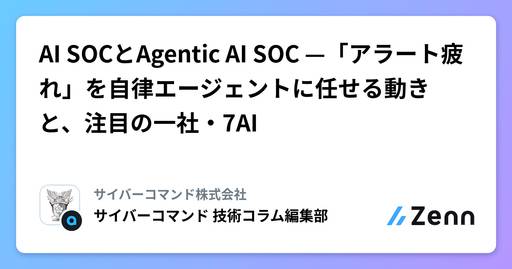 AI SOCとAgentic AI SOC —「アラート疲
れ」を自律エージェントに任せる動き
と、注目の一社・7AI
サイバーコマンド株式会社
サイバーコマンド 技術コラム編集部
Zenn